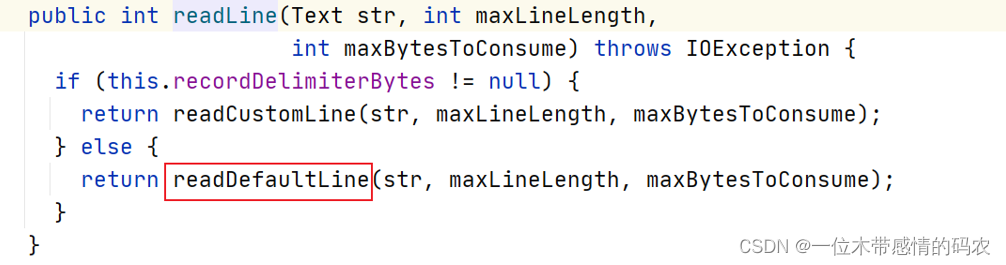 public int readLine(Text str, int maxLineLength,
                    int maxBytesToConsume) throws IOException {
  if (this.recordDelimiterBytes != null) {
    return readCustomLine(str, maxLineLength, maxBytesToConsume);
  } else {
    return readDefaultLine(str, maxLineLength, maxBytesToConsume);
  }
}
CSDN @一位木带感情的码农